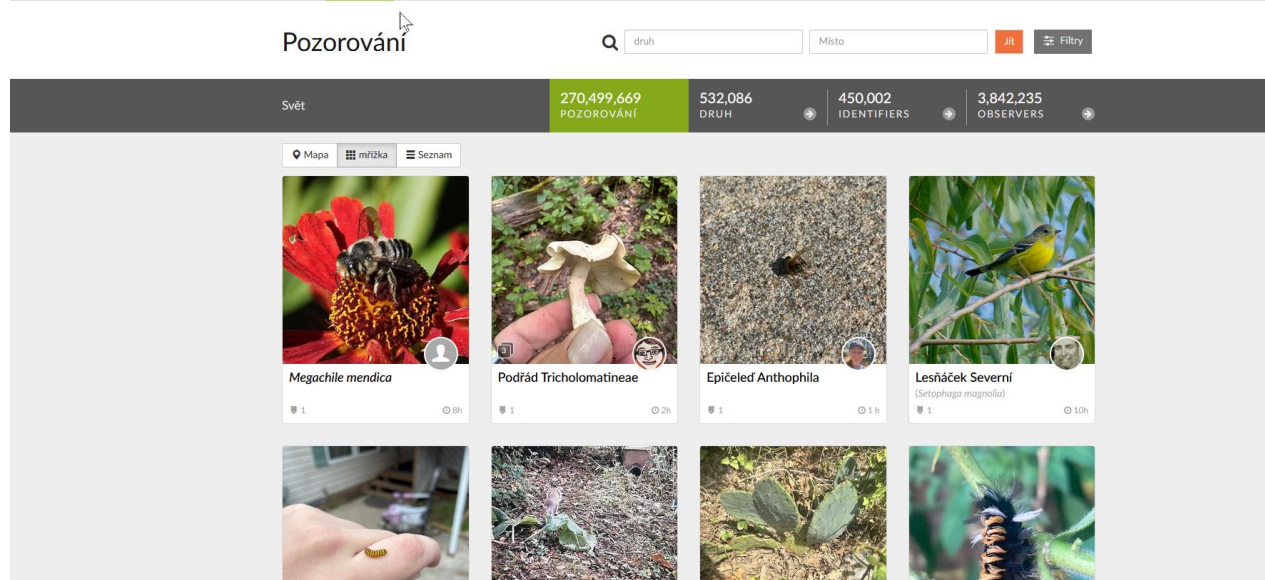 Pozorování
druh
Místo
Jít
Filtry
Svět
270,499,669
POZOROVÁNÍ
532,086
DRUH
450,002
IDENTIFIERS
3,842,235
OBSERVERS
Mapa
mřížka
Seznam
3
Megachile mendica
1 8h
Podřád Tricholomatineae
1 2h
Epičeleď Anthophila
1 1 h
Lesňáček Severní
(Setophaga magnolia)
1 10h